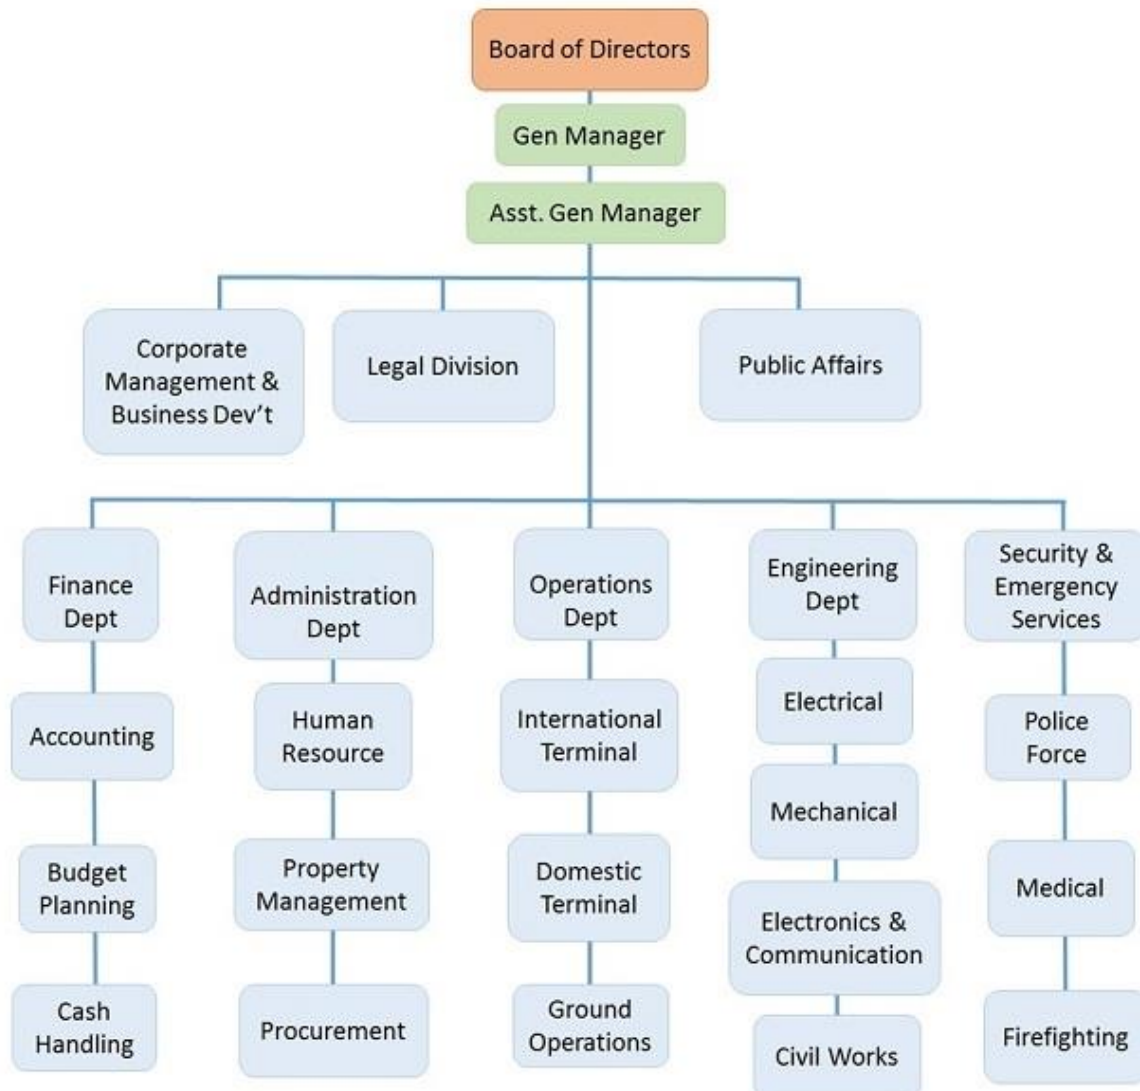 Board of Directors
Gen Manager
Asst. Gen Manager
Corporate
Management &
Business Dev’t
Legal Division
Public Affairs
Finance
Dept
Administration
Dept
Operations
Dept
Engineering
Dept
Security &
Emergency
Services
Accounting
Human
Resource
International
Terminal
Electrical
Police
Force
Mechanical
Budget
Planning
Property
Management
Domestic
Terminal
Electronics &
Communication
Medical
Cash
Handling
Procurement
Ground
Operations
Civil Works
Firefighting